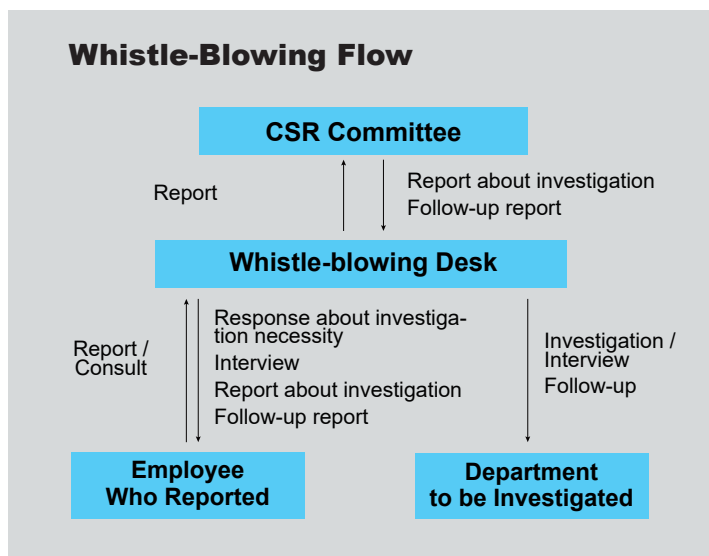 Whistle-Blowing Flow
CSR Committee
Report
Report about investigation
Follow-up report
Whistle-blowing Desk
Report /
Consult
Response about investiga-
tion necessity
Interview
Report about investigation
Follow-up report
Investigation /
Interview
Follow-up
Employee
Who Reported
Department
to be Investigated